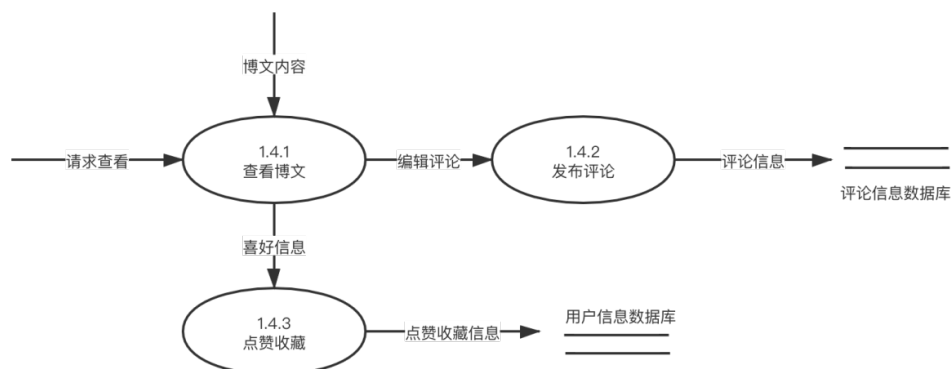 博文内容
请求查看
1.4.1
查看博文
编辑评论
1.4.2
发布评论
评论信息
评论信息数据库
喜好信息
1.4.3
点赞收藏
点赞收藏信息
用户信息数据库